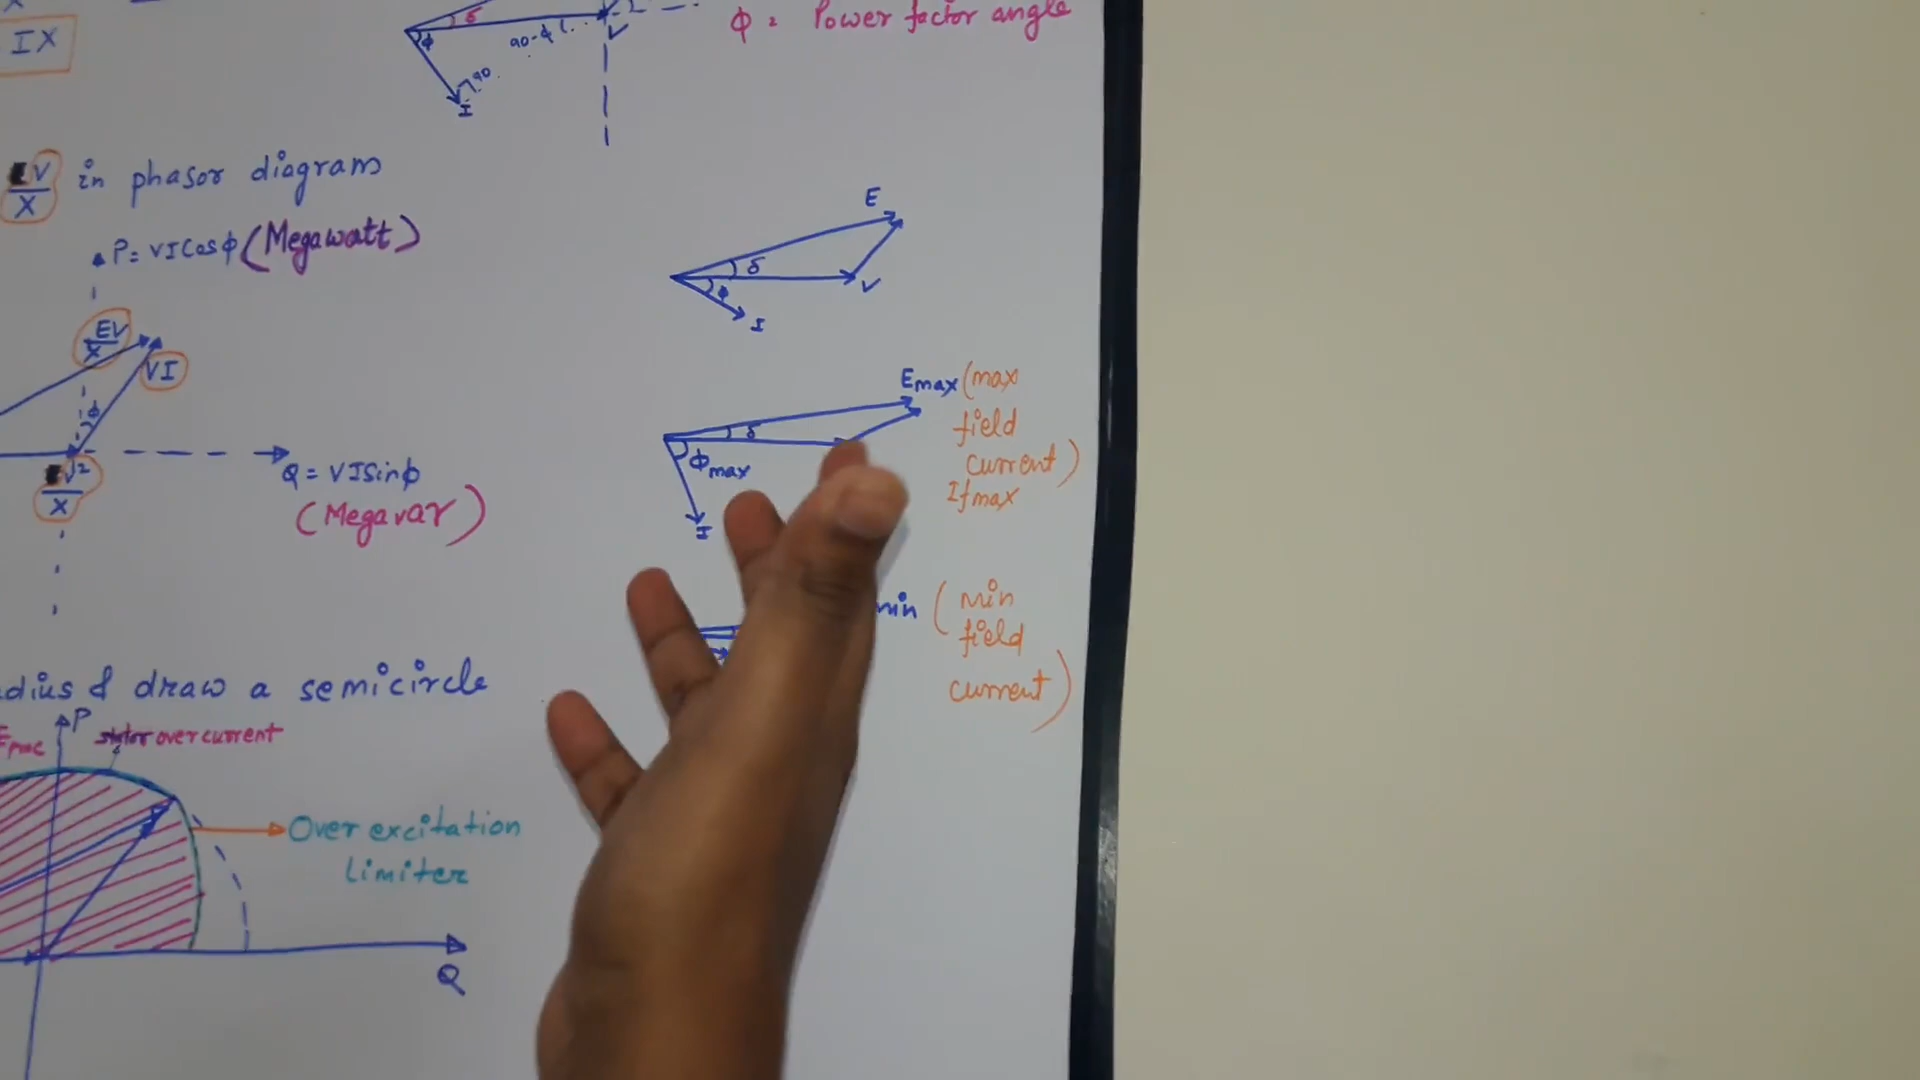 IX
δ
φ
90-φ
90
I
V
φ = Power factor angle
V
X
in phasor diagram
P = VICosφ (Megawatt)
EV
X
VI
φ
V²
X
Q = VISinφ
(Megavar)
E
δ
φ
V
I
Emax (max
field
current)
Ifmax
δ
φmax
I
min (min
field
current)
dius & draw a semicircle
P
stator over current
Over excitation
Limiter
Q